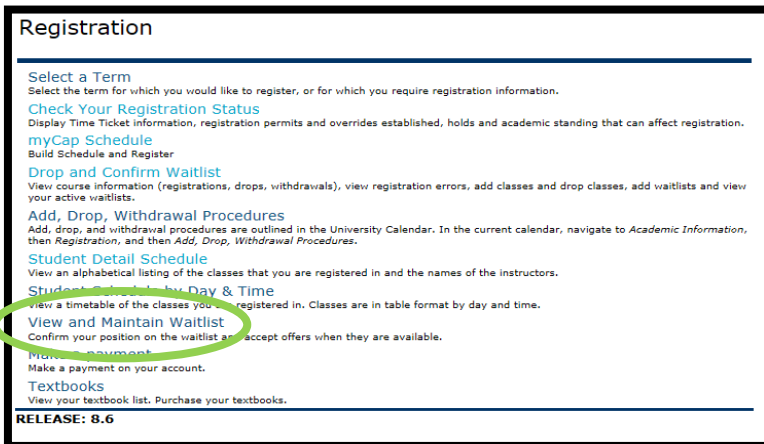 Registration
Select a Term
Select the term for which you would like to register, or for which you require registration information.
Check Your Registration Status
Display Time Ticket information, registration permits and overrides established, holds and academic standing that can affect registration.
myCap Schedule
Build Schedule and Register
Drop and Confirm Waitlist
View course information (registrations, drops, withdrawals), view registration errors, add classes and drop classes, add waitlists and view
your active waitlists.
Add, Drop, Withdrawal Procedures
Add, drop, and withdrawal procedures are outlined in the University Calendar. In the current calendar, navigate to Academic Information,
then Registration, and then Add, Drop, Withdrawal Procedures.
Student Detail Schedule
View an alphabetical listing of the classes that you are registered in and the names of the instructors.
Student Schedule by Day & Time
View a timetable of the classes you are registered in. Classes are in table format by day and time.
View and Maintain Waitlist
Confirm your position on the waitlist and accept offers when they are available.
Make a payment
Make a payment on your account.
Textbooks
View your textbook list. Purchase your textbooks.
RELEASE: 8.6